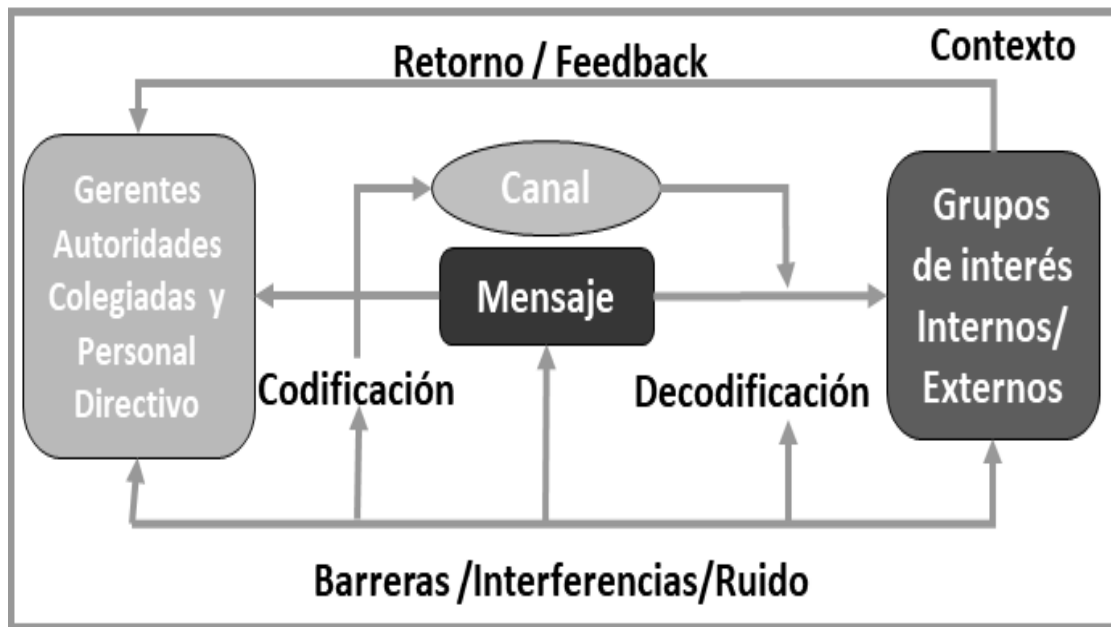 Contexto
Retorno / Feedback
Gerentes
Autoridades
Colegiadas y
Personal
Directivo
Canal
Mensaje
Codificación
Decodificación
Grupos
de interés
Internos/
Externos
Barreras /Interferencias/Ruido